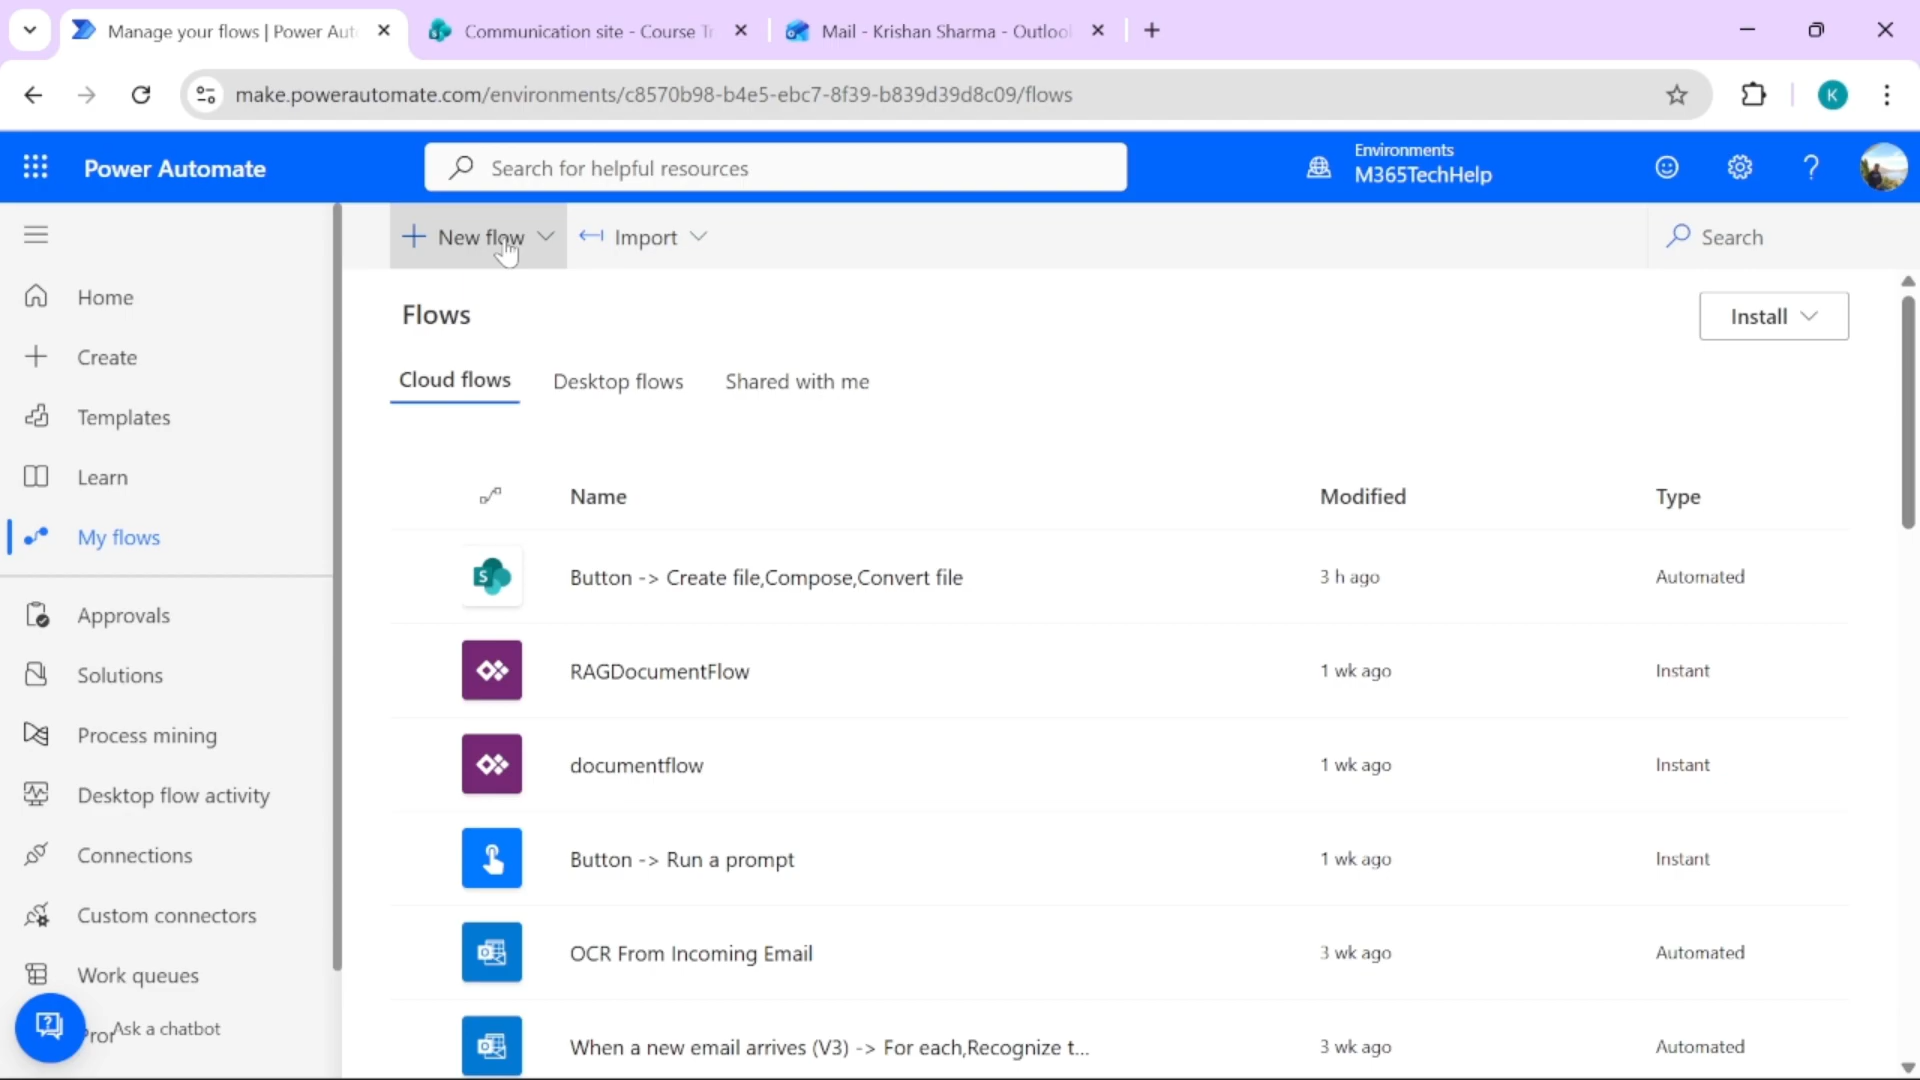 Manage your flows | Power Aut
Communication site - Course Tr
Mail - Krishan Sharma - Outlool
make.powerautomate.com/environments/c8570b98-b4e5-ebc7-8f39-b839d39d8c09/flows
K
Power Automate
Search for helpful resources
Environments
M365TechHelp
New flow
Import
Search
Home
Create
Templates
Learn
My flows
Approvals
Solutions
Process mining
Desktop flow activity
Connections
Custom connectors
Work queues
Ask a chatbot
Flows
Install
Cloud flows
Desktop flows
Shared with me
Name
Modified
Type
Button -> Create file,Compose,Convert file
3 h ago
Automated
RAGDocumentFlow
1 wk ago
Instant
documentflow
1 wk ago
Instant
Button -> Run a prompt
1 wk ago
Instant
OCR From Incoming Email
3 wk ago
Automated
When a new email arrives (V3) -> For each,Recognize t...
3 wk ago
Automated